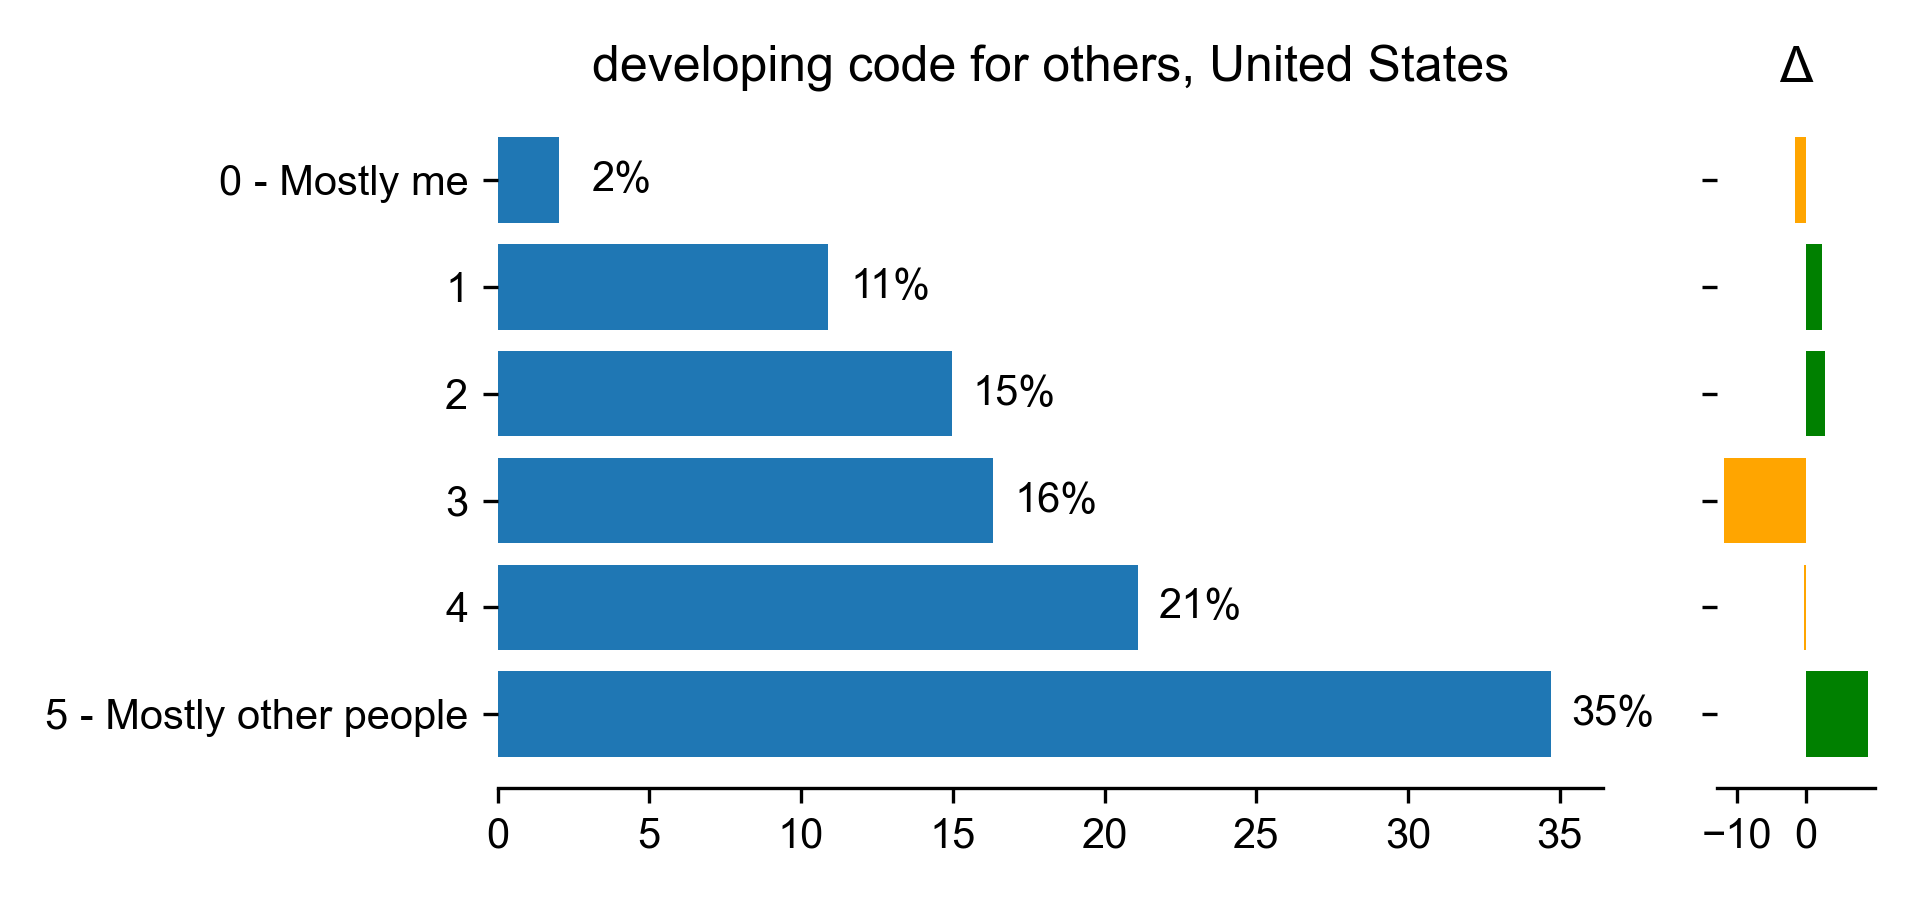 developing code for others, United States
Δ
0 - Mostly me
2%
1
11%
2
15%
3
16%
4
21%
5 - Mostly other people
35%
0 5 10 15 20 25 30 35
−10 0